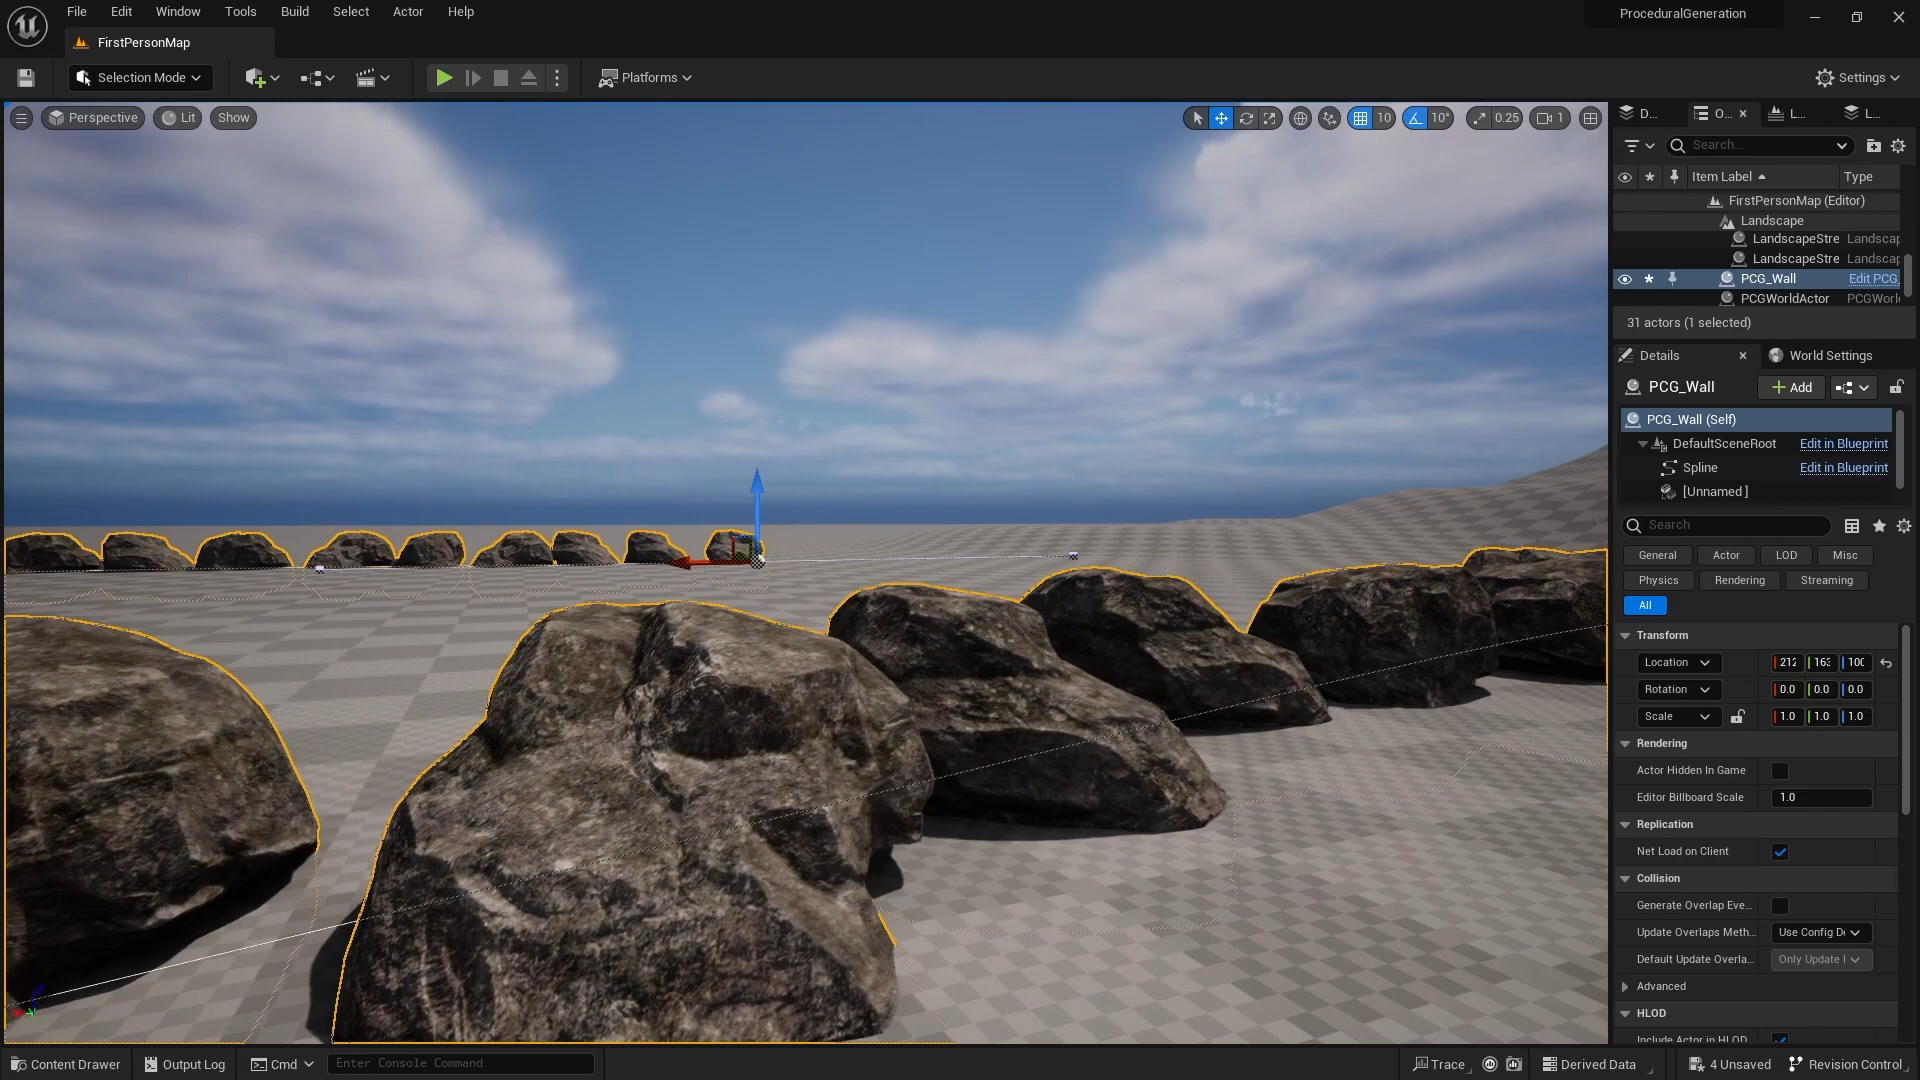 File Edit Window Tools Build Select Actor Help
ProceduralGeneration
FirstPersonMap
Selection Mode
Platforms
Settings
Perspective Lit Show
10 10° 0.25 1
D... O... L... L...
Search...
Item Label Type
FirstPersonMap (Editor)
Landscape
LandscapeStre Landscap
LandscapeStre Landscap
PCG_Wall Edit PCG_
PCGWorldActor PCGWorl
31 actors (1 selected)
Details World Settings
PCG_Wall Add
PCG_Wall (Self)
DefaultSceneRoot Edit in Blueprint
Spline Edit in Blueprint
[Unnamed ]
Search
General Actor LOD Misc
Physics Rendering Streaming
All
Transform
Location 212 163 100
Rotation 0.0 0.0 0.0
Scale 1.0 1.0 1.0
Rendering
Actor Hidden In Game
Editor Billboard Scale 1.0
Replication
Net Load on Client
Collision
Generate Overlap Eve...
Update Overlaps Meth... Use Config De
Default Update Overla... Only Update I
Advanced
HLOD
Include Actor in HLOD
Content Drawer Output Log Cmd Enter Console Command
Trace Derived Data 4 Unsaved Revision Control